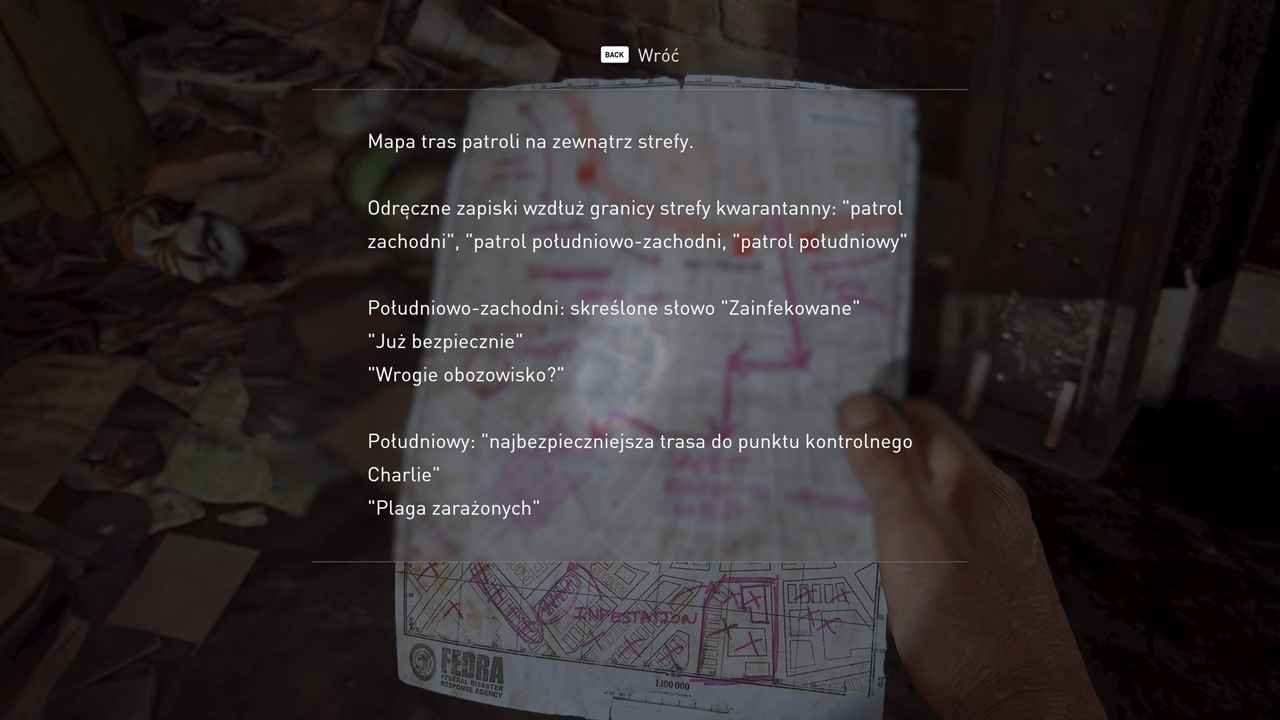 BACK Wróć
Mapa tras patroli na zewnątrz strefy.
Odręczne zapiski wzdłuż granicy strefy kwarantanny: "patrol
zachodni", "patrol południowo-zachodni, "patrol południowy"
Południowo-zachodni: skreślone słowo "Zainfekowane"
"Już bezpiecznie"
"Wrogie obozowisko?"
Południowy: "najbezpieczniejsza trasa do punktu kontrolnego
Charlie"
"Plaga zarażonych"
INFESTATION
FEDRA
FEDERAL DISASTER
RESPONSE AGENCY
1:100 000